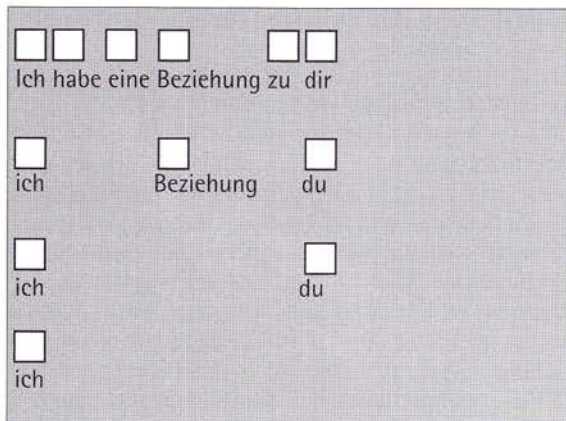 Ich habe eine Beziehung zu dir
ich Beziehung du
ich du
ich